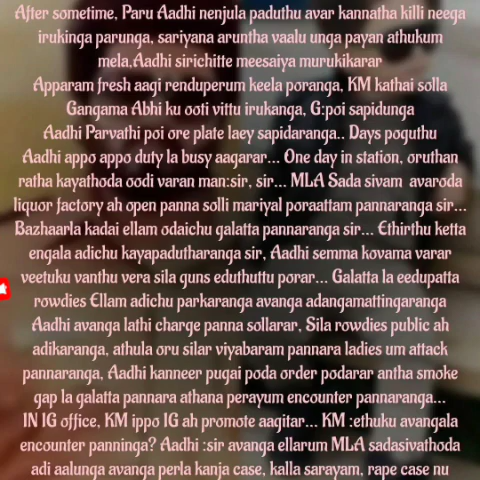 After sometime, Paru Aadhi nenjula paduthu avar kannatha killi neega
irukinga parunga, sariyana aruntha vaalu unga payan athukum
mela,Aadhi sirichitte meesaiya murukikarar
Apparam fresh aagi renduperum keela poranga, KM kathai solla
Gangama Abhi ku ooti vittu irukanga, G:poi sapidunga
Aadhi Parvathi poi ore plate laey sapidaranga.. Days poguthu
Aadhi appo appo duty la busy aagarar... One day in station, oruthan
ratha kayathoda oodi varan man:sir, sir... MLA Sada sivam avaroda
liquor factory ah open panna solli mariyal poraattam pannaranga sir...
Bazhaarla kadai ellam odaichu galatta pannaranga sir... Ethirthu ketta
engala adichu kayapadutharanga sir, Aadhi semma kovama varar
veetuku vanthu vera sila guns eduthuttu porar... Galatta la eedupatta
rowdies Ellam adichu parkaranga avanga adangamattingaranga
Aadhi avanga lathi charge panna sollarar, Sila rowdies public ah
adikaranga, athula oru silar viyabaram pannara ladies um attack
pannaranga, Aadhi kanneer pugai poda order podarar antha smoke
gap la galatta pannara athana perayum encounter pannaranga...
IN IG office, KM ippo IG ah promote aagitar... KM :ethuku avangala
encounter panninga? Aadhi :sir avanga ellarum MLA sadasivathoda
adi aalunga avanga perla kanja case, kalla sarayam, rape case nu